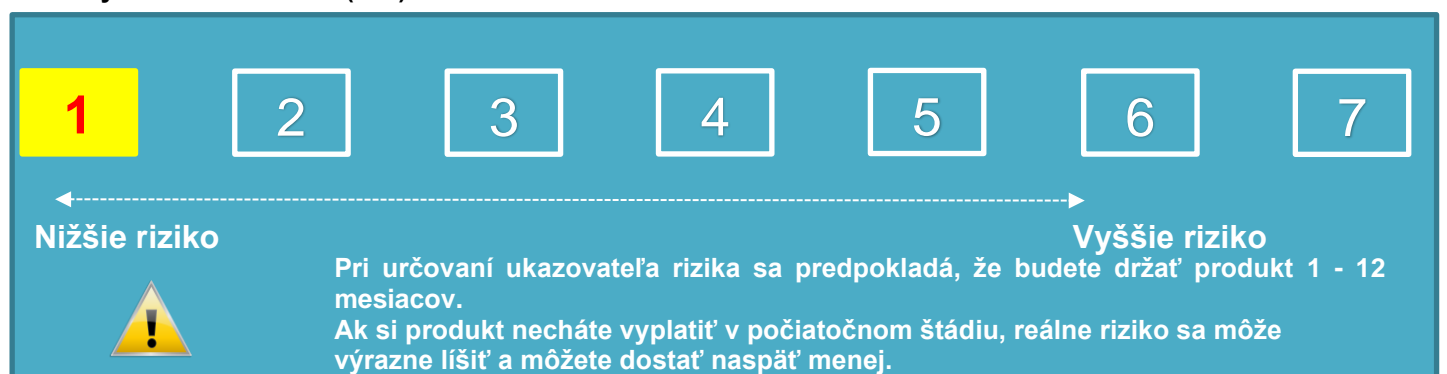 1 2 3 4 5 6 7
Nižšie riziko Vyššie riziko
Pri určovaní ukazovateľa rizika sa predpokladá, že budete držať produkt 1 - 12
mesiacov.
Ak si produkt necháte vyplatiť v počiatočnom štádiu, reálne riziko sa môže
výrazne líšiť a môžete dostať naspäť menej.